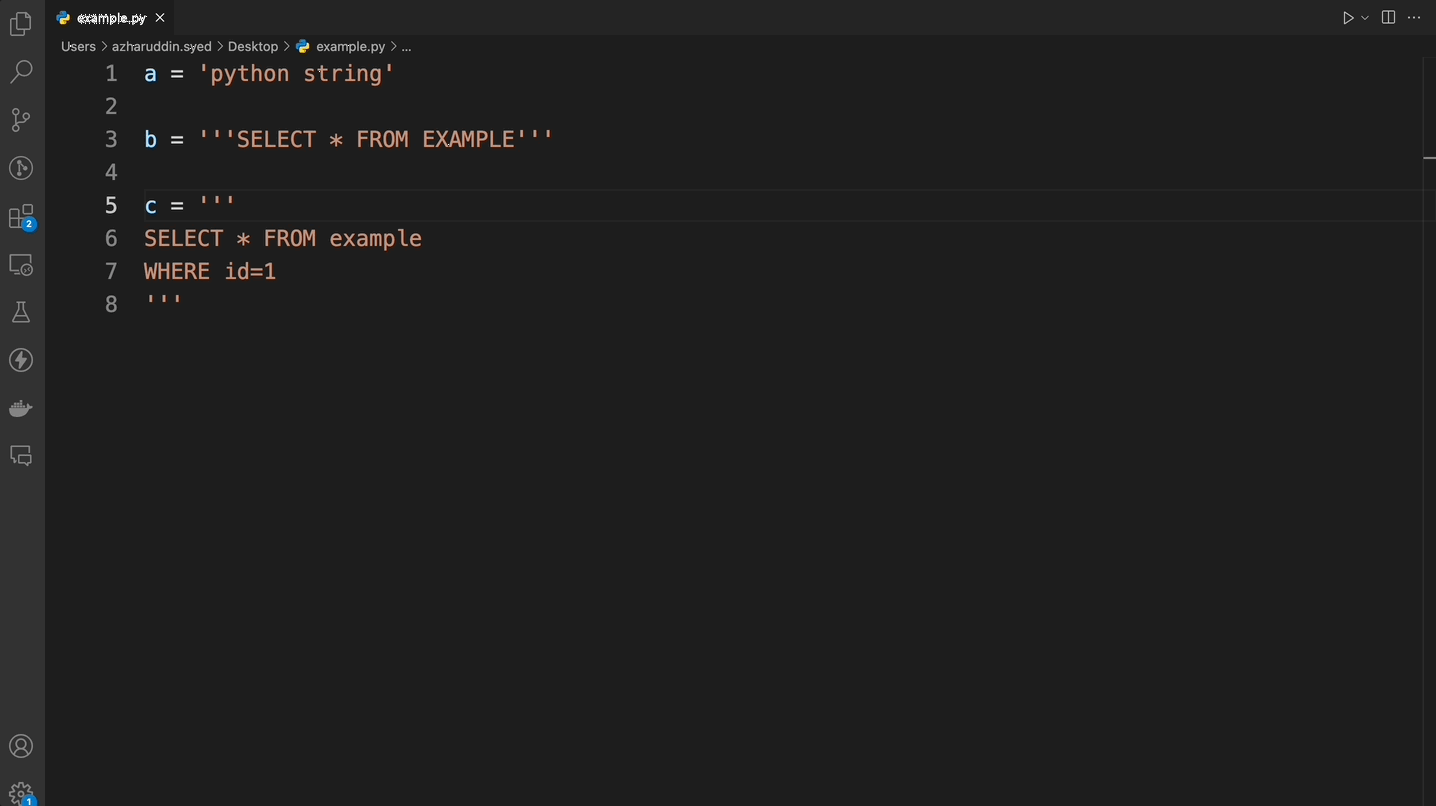 example.py
Users > azharuddin.syed > Desktop > example.py > ...
1 a = 'python string'
2
3 b = '''SELECT * FROM EXAMPLE'''
4
5 c = '''
6 SELECT * FROM example
7 WHERE id=1
8 '''
2
1